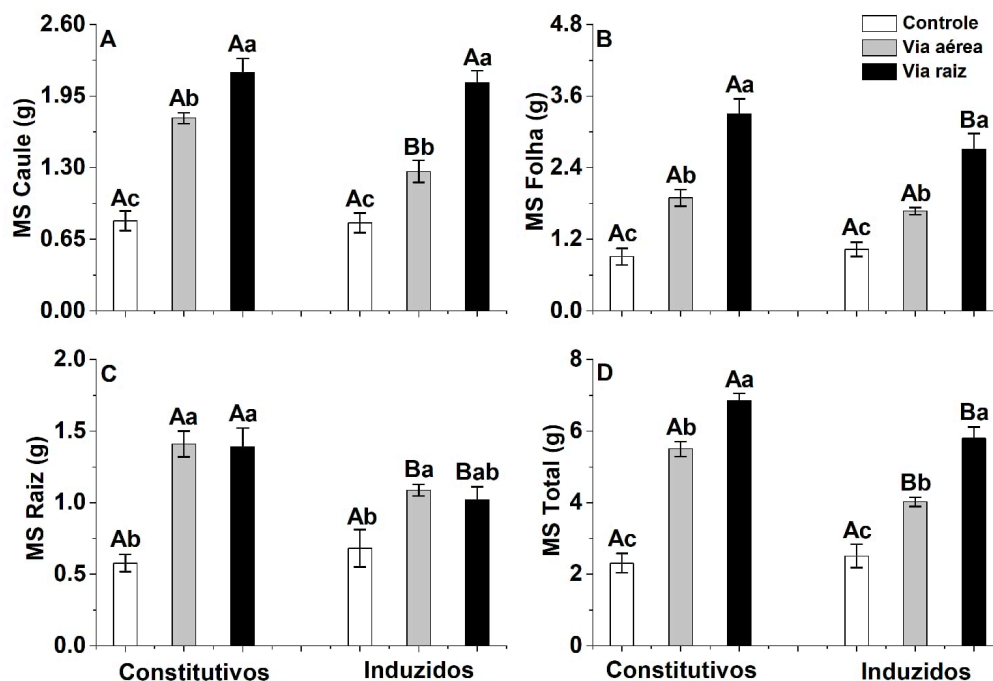 A
MS Caule (g)
2.60
1.95
1.30
0.65
0.00
Ac
Ab
Aa
Ac
Bb
Aa
B
MS Folha (g)
4.8
3.6
2.4
1.2
0.0
Controle
Via aérea
Via raiz
Ac
Ab
Aa
Ac
Ab
Ba
C
MS Raiz (g)
2.0
1.5
1.0
0.5
0.0
Ab
Aa
Aa
Ab
Ba
Bab
Constitutivos
Induzidos
D
MS Total (g)
8
6
4
2
0
Ac
Ab
Aa
Ac
Bb
Ba
Constitutivos
Induzidos